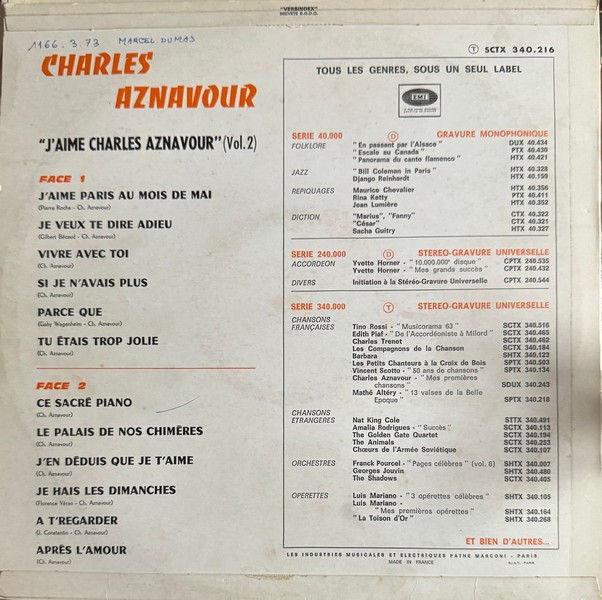 "VERBINDEX"
BREVETÉ S.G.D.G.
1166.3.73 MARCEL DUMAS
Ⓣ SCTX 340.216
CHARLES
AZNAVOUR
"J'AIME CHARLES AZNAVOUR" (Vol. 2)
FACE 1
J'AIME PARIS AU MOIS DE MAI
(Pierre Roche - Ch. Aznavour)
JE VEUX TE DIRE ADIEU
(Gilbert Bécaud - Ch. Aznavour)
VIVRE AVEC TOI
(Ch. Aznavour)
SI JE N'AVAIS PLUS
(Ch. Aznavour)
PARCE QUE
(Gaby Wagenheim - Ch. Aznavour)
TU ÉTAIS TROP JOLIE
(Ch. Aznavour)
FACE 2
CE SACRÉ PIANO
(Ch. Aznavour)
LE PALAIS DE NOS CHIMÈRES
(Ch. Aznavour)
J'EN DÉDUIS QUE JE T'AIME
(Ch. Aznavour)
JE HAIS LES DIMANCHES
(Florence Véran - Ch. Aznavour)
A T'REGARDER
(J. Constantin - Ch. Aznavour)
APRÈS L'AMOUR
(Ch. Aznavour)
TOUS LES GENRES, SOUS UN SEUL LABEL
EMI
SERIE 40.000 Ⓓ GRAVURE MONOPHONIQUE
FOLKLORE "En passant par l'Alsace" DUX 40.434
"Escale au Canada" PTX 40.430
"Panorama du cante flamenco" HTX 40.421
JAZZ "Bill Coleman in Paris" HTX 40.328
Django Reinhardt HTX 40.159
REPIQUAGES Maurice Chevalier HTX 40.356
Rina Ketty PTX 40.411
Jean Lumière HTX 40.352
DICTION "Marius", "Fanny" CTX 40.322
"César" CTX 40.321
Sacha Guitry HTX 40.327
SERIE 240.000 Ⓓ STEREO-GRAVURE UNIVERSELLE
ACCORDEON Yvette Horner - "10.000.000e disque" CPTX 240.535
Yvette Horner - "Mes grands succès" CPTX 240.432
DIVERS Initiation à la Stéréo-Gravure Universelle CPTX 240.544
SERIE 340.000 Ⓣ STEREO-GRAVURE UNIVERSELLE
CHANSONS
FRANÇAISES Tino Rossi - "Musicorama 63" SCTX 340.516
Edith Piaf - "De l'Accordéoniste à Milord" SCTX 340.465
Charles Trenet SCTX 340.462
Les Compagnons de la Chanson SCTX 340.184
Barbara SHTX 340.123
Les Petits Chanteurs à la Croix de Bois SPTX 340.503
Vincent Scotto - "50 ans de chansons" SPTX 340.134
Charles Aznavour - "Mes premières
chansons" SDUX 340.243
Mathé Altéry - "13 valses de la Belle
Epoque" SPTX 340.218
CHANSONS
ETRANGERES Nat King Cole STTX 340.491
Amalia Rodrigues - "Succès" SCTX 340.113
The Golden Gate Quartet SCTX 340.194
The Animals SCTX 340.253
Chœurs de l'Armée Soviétique SCTX 340.107
ORCHESTRES Franck Pourcel - "Pages célèbres" (vol. 8) SHTX 340.007
Georges Jouvin SHTX 340.480
The Shadows SCTX 340.405
OPERETTES Luis Mariano - "3 opérettes célèbres" SHTX 340.105
Luis Mariano -
"Mes premières opérettes" SHTX 340.164
"La Toison d'Or" SHTX 340.268
ET BIEN D'AUTRES...
LES INDUSTRIES MUSICALES ET ELECTRIQUES PATHE MARCONI - PARIS
MADE IN FRANCE